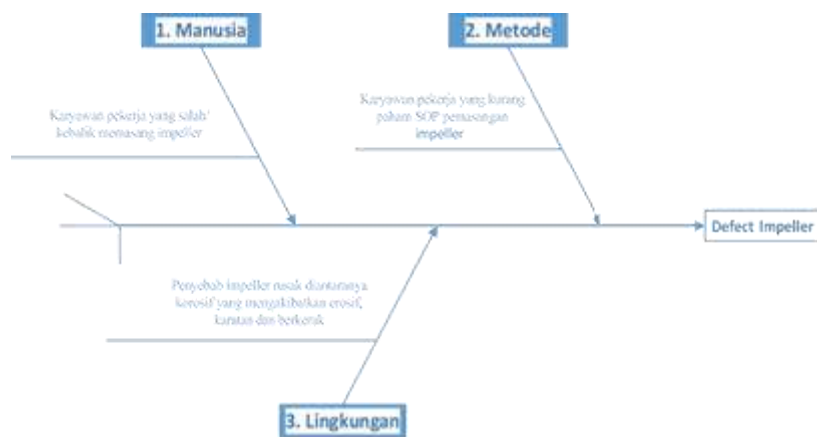 1. Manusia
2. Metode
Karyawan pekerja yang salah/
kebalik memasang impeller
Karyawan pekerja yang kurang
paham SOP pemasangan
impeller
Defect Impeller
Penyebab impeller rusak diantaranya
korosif yang mengakibatkan erosif,
karatan dan berkerak
3. Lingkungan